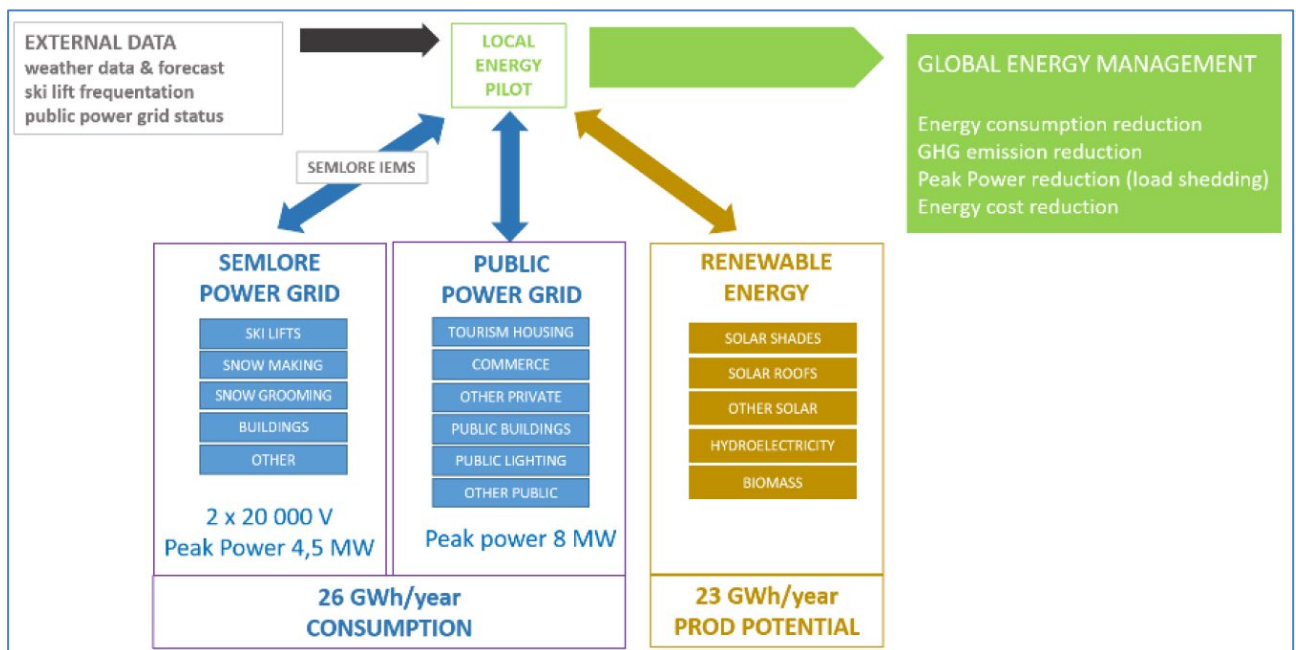 EXTERNAL DATA
weather data & forecast
ski lift frequentation
public power grid status
LOCAL
ENERGY
PILOT
GLOBAL ENERGY MANAGEMENT
Energy consumption reduction
GHG emission reduction
Peak Power reduction (load shedding)
Energy cost reduction
SEMLORE IEMS
SEMLORE
POWER GRID
SKI LIFTS
SNOW MAKING
SNOW GROOMING
BUILDINGS
OTHER
2 x 20 000 V
Peak Power 4,5 MW
PUBLIC
POWER GRID
TOURISM HOUSING
COMMERCE
OTHER PRIVATE
PUBLIC BUILDINGS
PUBLIC LIGHTING
OTHER PUBLIC
Peak power 8 MW
26 GWh/year
CONSUMPTION
RENEWABLE
ENERGY
SOLAR SHADES
SOLAR ROOFS
OTHER SOLAR
HYDROELECTRICITY
BIOMASS
23 GWh/year
PROD POTENTIAL